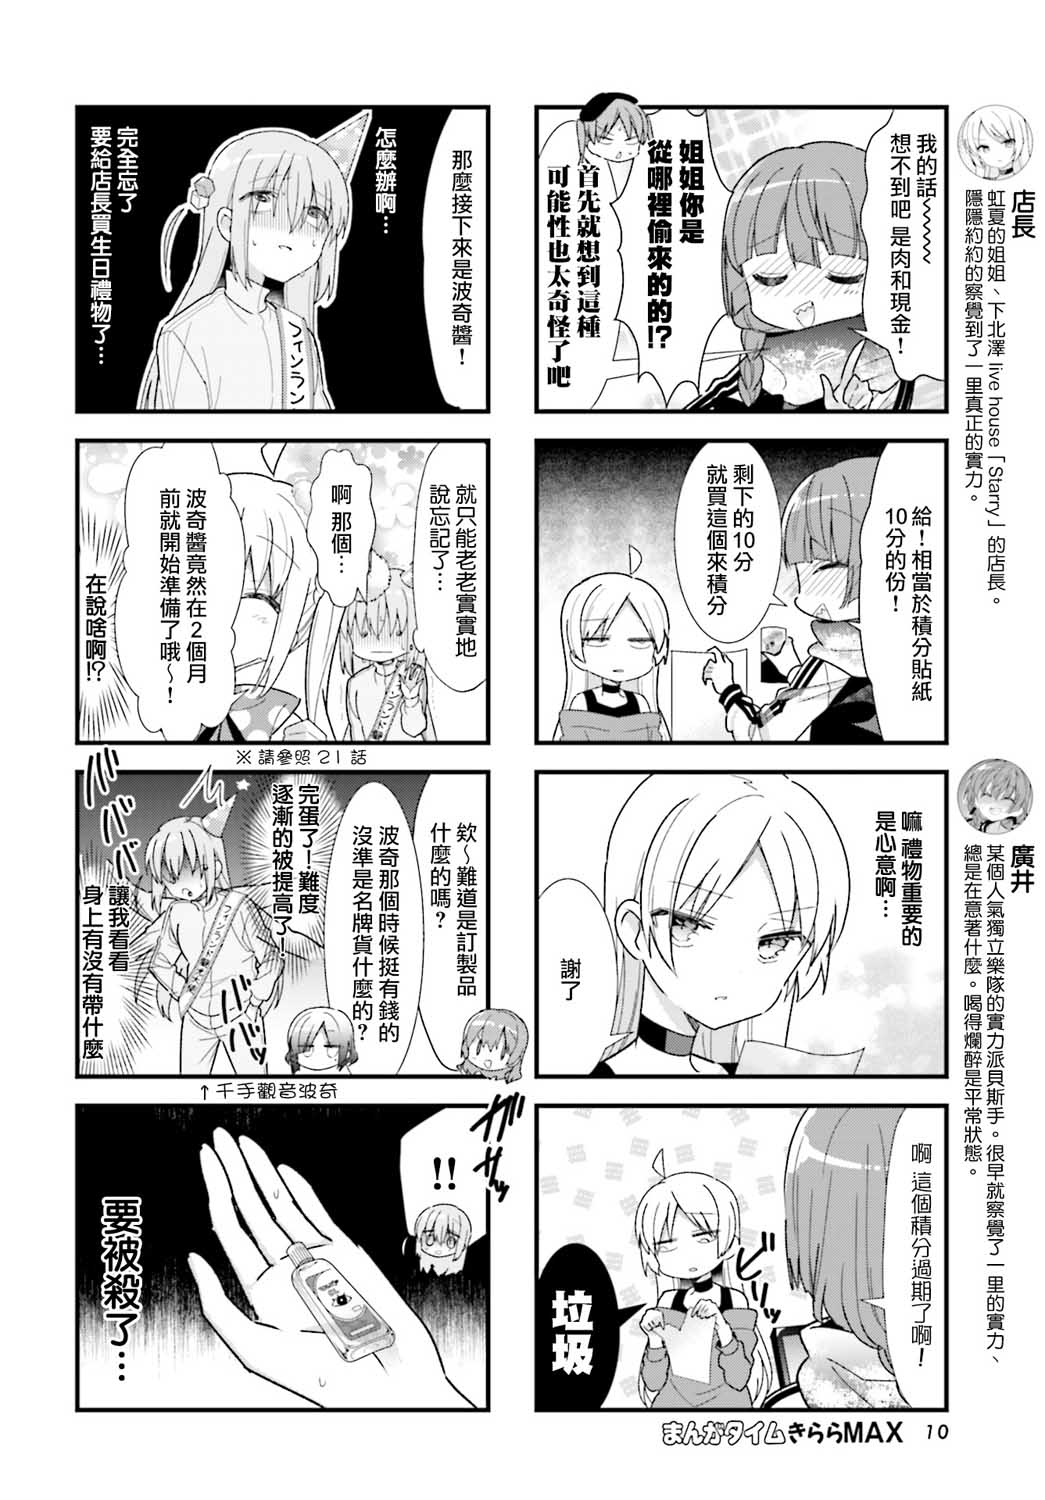 店長
虹夏的姐姐、下北澤 live house「Starry」的店長。
隱隱約約的察覺到了一里真正的實力。
廣井
某個人氣獨立樂隊的實力派貝斯手。很早就察覺了一里的實力、
總是在意著什麼。喝得爛醉是平常狀態。
我的話~~~~~
想不到吧 是肉和現金！
姐姐你是
從哪裡偷來的的!?
首先就想到這種
可能性也太奇怪了吧
給！相當於積分貼紙
10分的份！
剩下的10分
就買這個來積分
嘛 禮物重要的
是心意啊…
謝了
啊 這個積分過期了啊！
垃圾
那麼接下來是波奇醬！
怎麼辦啊…
完全忘了
要給店長買生日禮物了…
フィンラン
就只能老老實實地
說忘記了…
啊 那個…
波奇醬竟然在2個月
前就開始準備了哦～！
在說啥啊!?
※請參照21話
欸～難道是訂製品
什麼的嗎？
波奇那個時候挺有錢的
沒準是名牌貨什麼的？
完蛋了！難度
逐漸的被提高了！
讓我看看
身上有沒有帶什麼
↑千手觀音波奇
!!
要被殺了…
まんがタイムきららMAX 10